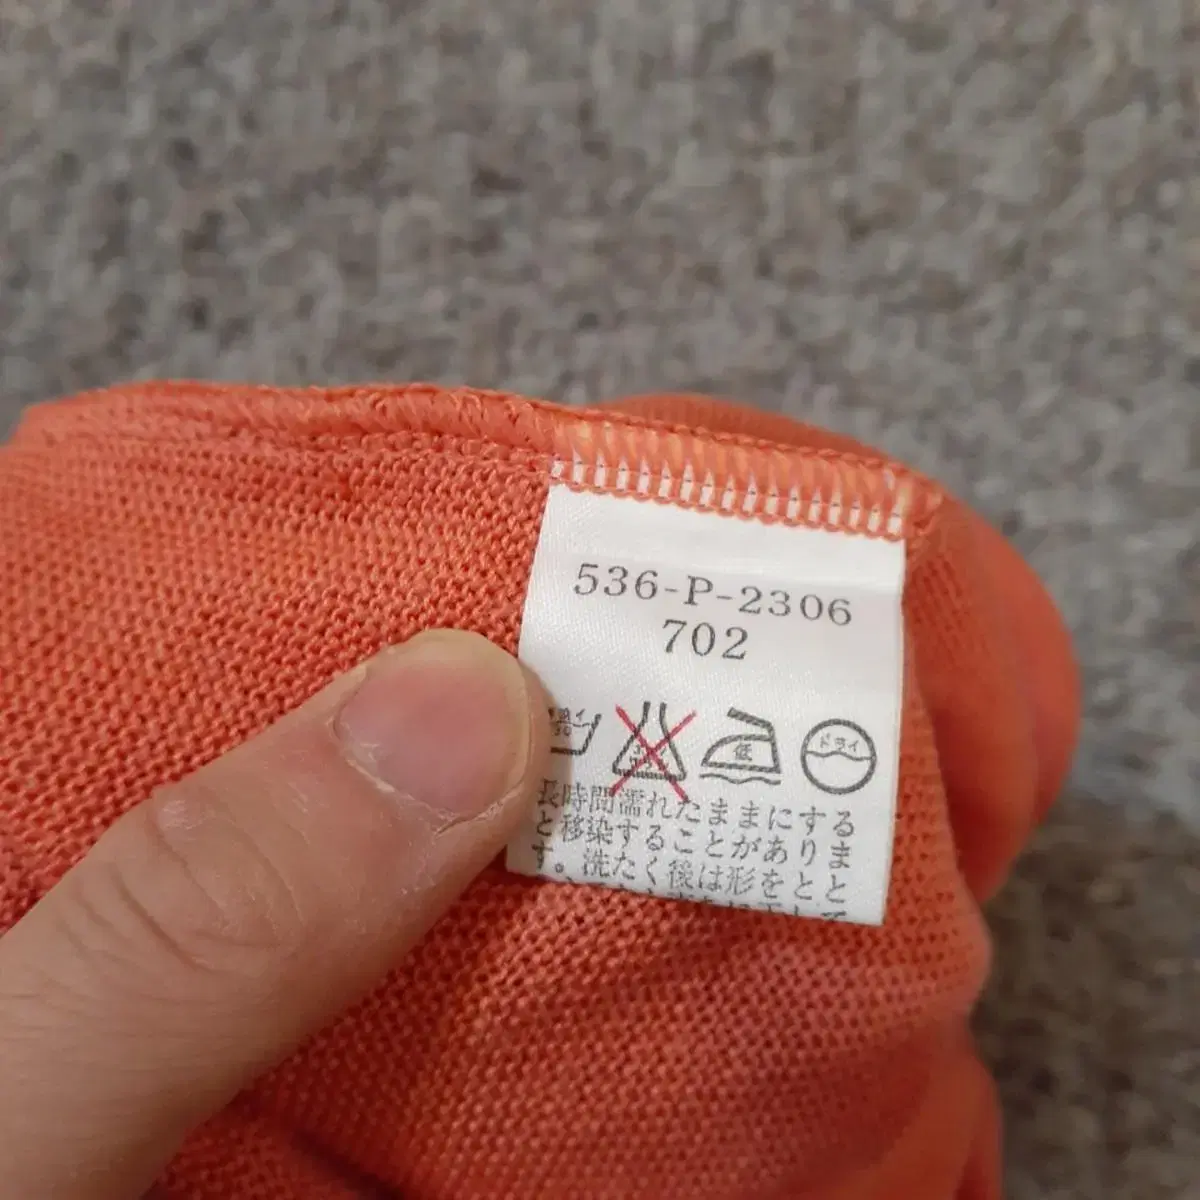 536-P-2306
702
低
ドライ
長時間濡れたままにする
と移染することがありま
す。洗たく後は形をとと